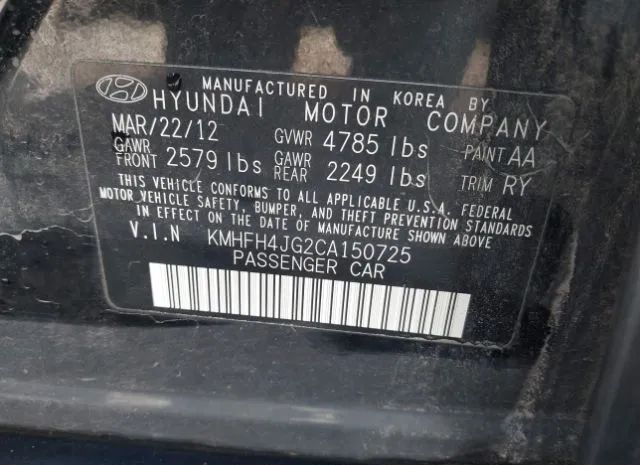 MANUFACTURED IN KOREA BY
HYUNDAI MOTOR COMPANY
MAR/22/12 GVWR 4785 lbs PAINT AA
GAWR FRONT 2579 lbs GAWR REAR 2249 lbs TRIM RY
THIS VEHICLE CONFORMS TO ALL APPLICABLE U.S.A. FEDERAL
MOTOR VEHICLE SAFETY, BUMPER, AND THEFT PREVENTION STANDARDS
IN EFFECT ON THE DATE OF MANUFACTURE SHOWN ABOVE.
V.I.N KMHFH4JG2CA150725
PASSENGER CAR